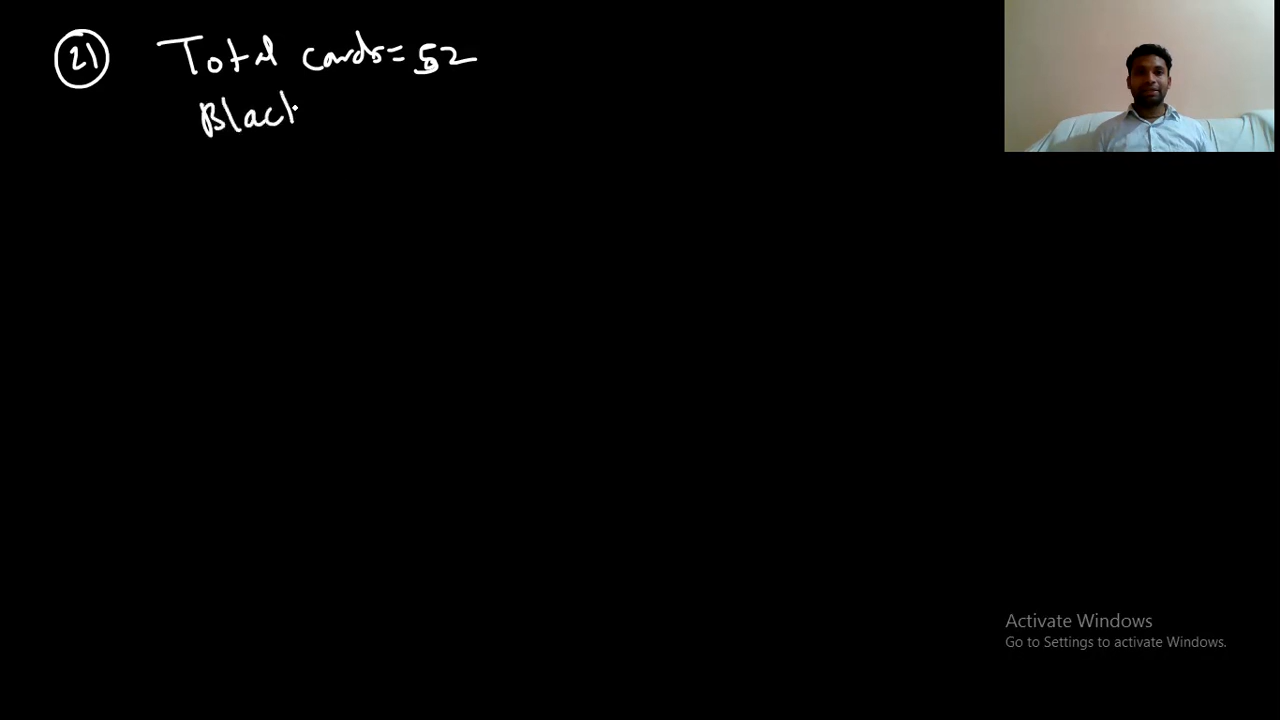 21 Total cards = 52
Black
Activate Windows
Go to Settings to activate Windows.